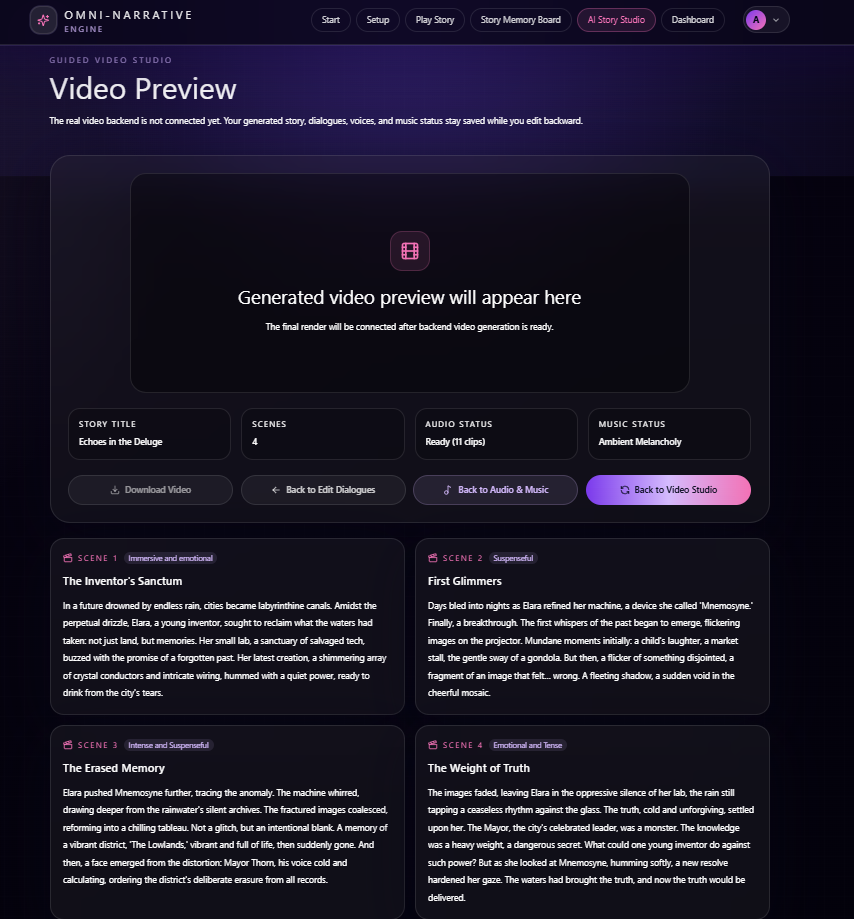 OMNI-NARRATIVE
ENGINE
Start
Setup
Play Story
Story Memory Board
AI Story Studio
Dashboard
A
GUIDED VIDEO STUDIO
Video Preview
The real video backend is not connected yet. Your generated story, dialogues, voices, and music status stay saved while you edit backward.
Generated video preview will appear here
The final render will be connected after backend video generation is ready.
STORY TITLE
Echoes in the Deluge
SCENES
4
AUDIO STATUS
Ready (11 clips)
MUSIC STATUS
Ambient Melancholy
Download Video
Back to Edit Dialogues
Back to Audio & Music
Back to Video Studio
SCENE 1 Immersive and emotional
The Inventor's Sanctum
In a future drowned by endless rain, cities became labyrinthine canals. Amidst the
perpetual drizzle, Elara, a young inventor, sought to reclaim what the waters had
taken: not just land, but memories. Her small lab, a sanctuary of salvaged tech,
buzzed with the promise of a forgotten past. Her latest creation, a shimmering array
of crystal conductors and intricate wiring, hummed with a quiet power, ready to
drink from the city's tears.
SCENE 2 Suspenseful
First Glimmers
Days bled into nights as Elara refined her machine, a device she called 'Mnemosyne.'
Finally, a breakthrough. The first whispers of the past began to emerge, flickering
images on the projector. Mundane moments initially: a child's laughter, a market
stall, the gentle sway of a gondola. But then, a flicker of something disjointed, a
fragment of an image that felt... wrong. A fleeting shadow, a sudden void in the
cheerful mosaic.
SCENE 3 Intense and Suspenseful
The Erased Memory
Elara pushed Mnemosyne further, tracing the anomaly. The machine whirred,
drawing deeper from the rainwater's silent archives. The fractured images coalesced,
reforming into a chilling tableau. Not a glitch, but an intentional blank. A memory of
a vibrant district, 'The Lowlands,' vibrant and full of life, then suddenly gone. And
then, a face emerged from the distortion: Mayor Thorn, his voice cold and
calculating, ordering the district's deliberate erasure from all records.
SCENE 4 Emotional and Tense
The Weight of Truth
The images faded, leaving Elara in the oppressive silence of her lab, the rain still
tapping a ceaseless rhythm against the glass. The truth, cold and unforgiving, settled
upon her. The Mayor, the city's celebrated leader, was a monster. The knowledge
was a heavy weight, a dangerous secret. What could one young inventor do against
such power? But as she looked at Mnemosyne, humming softly, a new resolve
hardened her gaze. The waters had brought the truth, and now the truth would be
delivered.